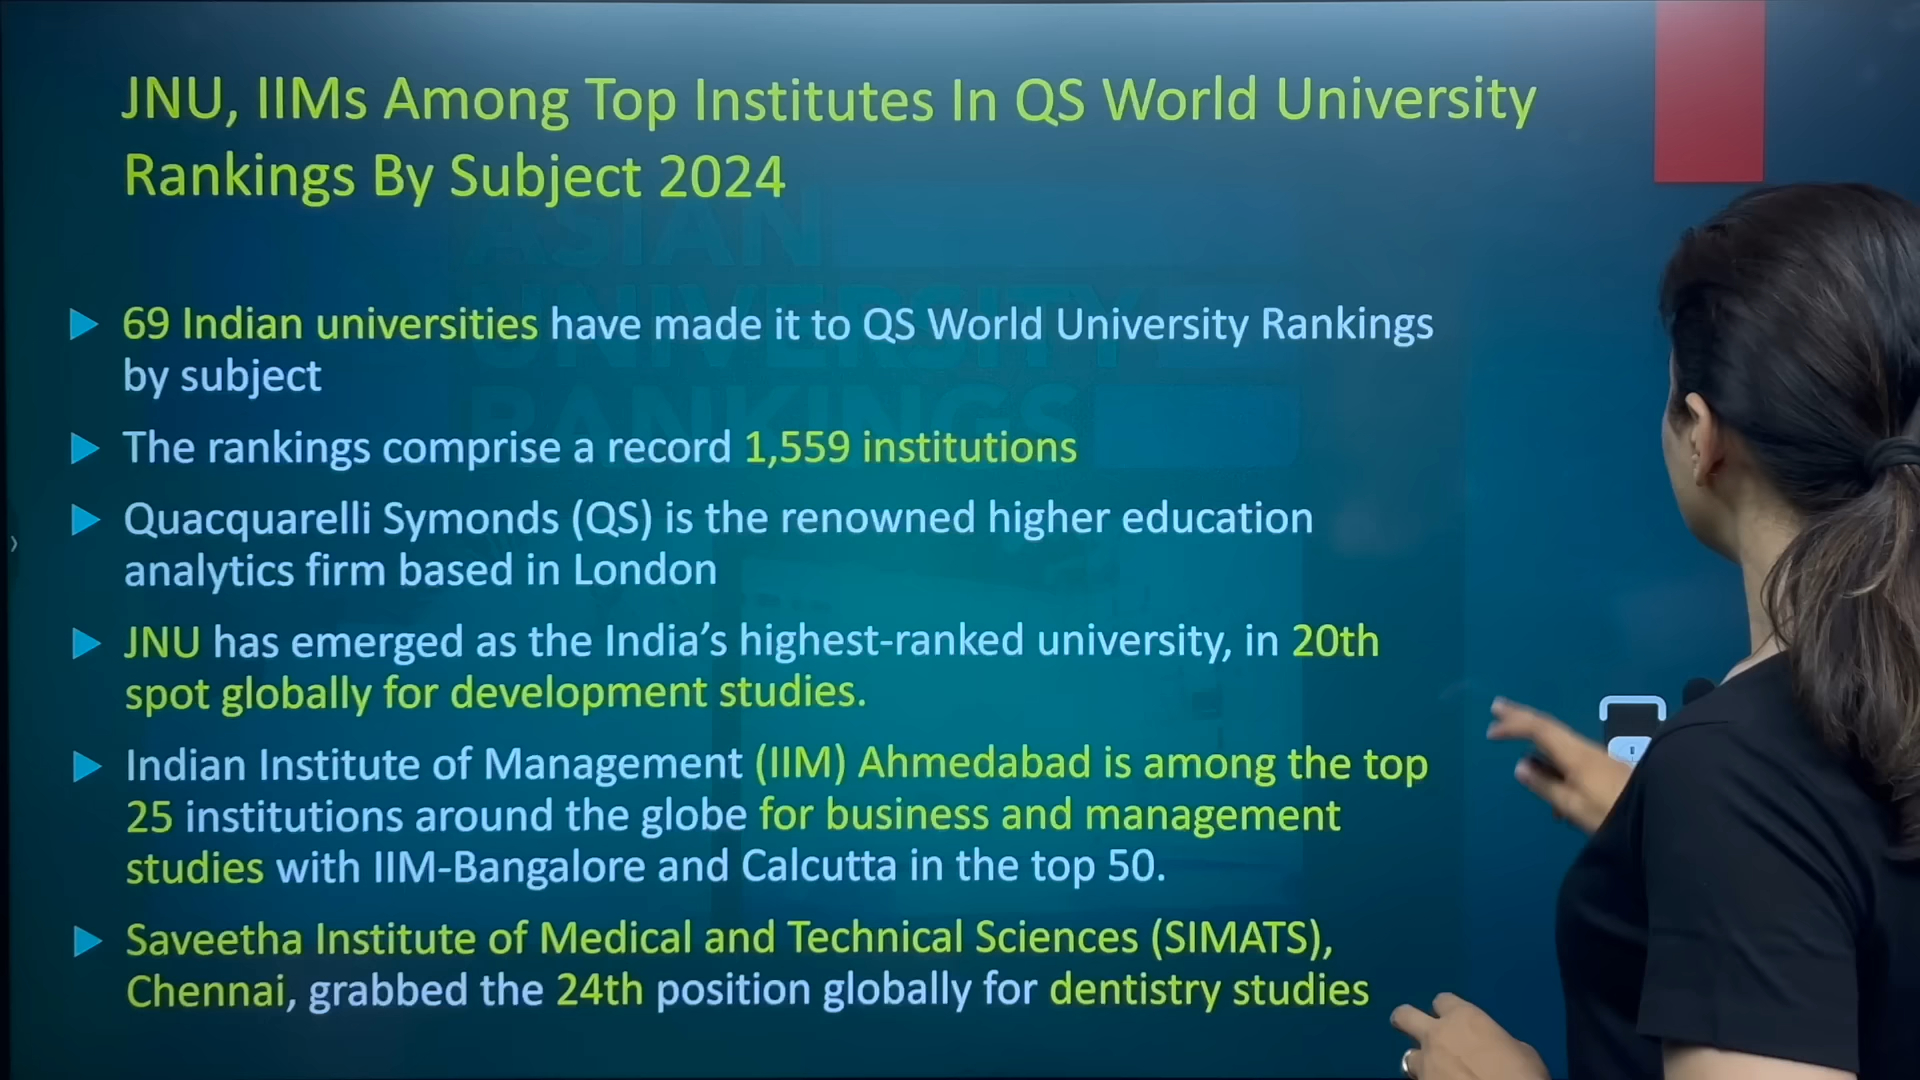 JNU, IIMs Among Top Institutes In QS World University
Rankings By Subject 2024
ASIAN
UNIVERSITY
RANKINGS
69 Indian universities have made it to QS World University Rankings
by subject
The rankings comprise a record 1,559 institutions
Quacquarelli Symonds (QS) is the renowned higher education
analytics firm based in London
JNU has emerged as the India’s highest-ranked university, in 20th
spot globally for development studies.
Indian Institute of Management (IIM) Ahmedabad is among the top
25 institutions around the globe for business and management
studies with IIM-Bangalore and Calcutta in the top 50.
Saveetha Institute of Medical and Technical Sciences (SIMATS),
Chennai, grabbed the 24th position globally for dentistry studies